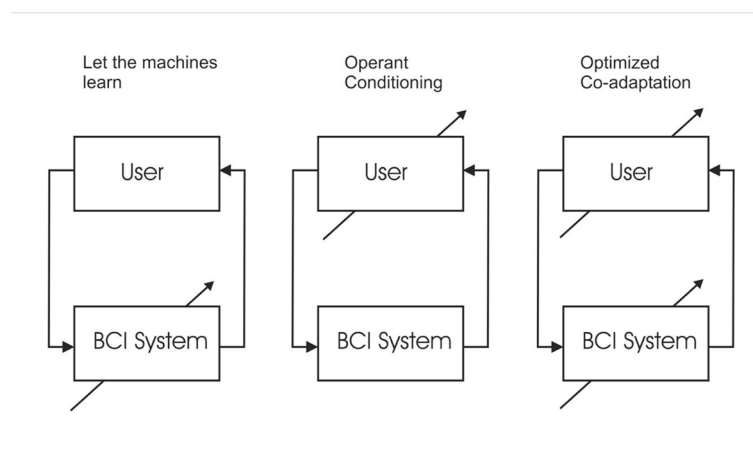 Let the machines
learn
Operant
Conditioning
Optimized
Co-adaptation
User
User
User
BCI System
BCI System
BCI System